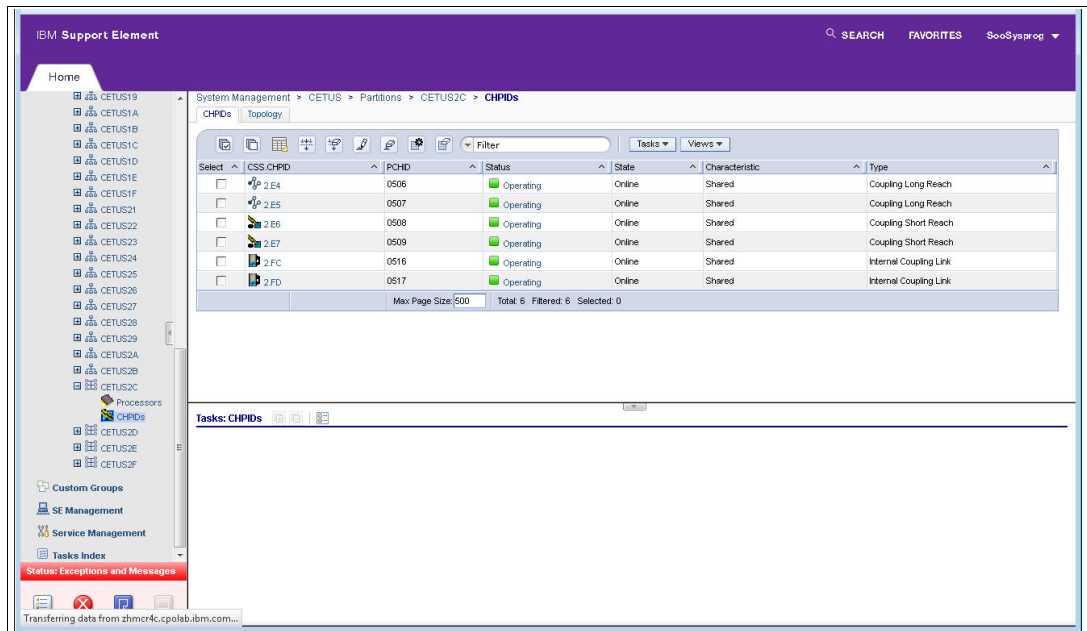 IBM Support Element
SEARCH FAVORITES SooSysprog
Home
CETUS19
CETUS1A
CETUS1B
CETUS1C
CETUS1D
CETUS1E
CETUS1F
CETUS21
CETUS22
CETUS23
CETUS24
CETUS25
CETUS26
CETUS27
CETUS28
CETUS29
CETUS2A
CETUS2B
CETUS2C
Processors
CHPIDs
CETUS2D
CETUS2E
CETUS2F
Custom Groups
SE Management
Service Management
Tasks Index
Status: Exceptions and Messages
Transferring data from zhmcr4c.cpolab.ibm.com...
System Management > CETUS > Partitions > CETUS2C > CHPIDs
CHPIDs Topology
Filter Tasks Views
Select CSS.CHPID PCHID Status State Characteristic Type
2.E4 0506 Operating Online Shared Coupling Long Reach
2.E5 0507 Operating Online Shared Coupling Long Reach
2.E6 0508 Operating Online Shared Coupling Short Reach
2.E7 0509 Operating Online Shared Coupling Short Reach
2.FC 0516 Operating Online Shared Internal Coupling Link
2.FD 0517 Operating Online Shared Internal Coupling Link
Max Page Size: 500 Total: 6 Filtered: 6 Selected: 0
Tasks: CHPIDs